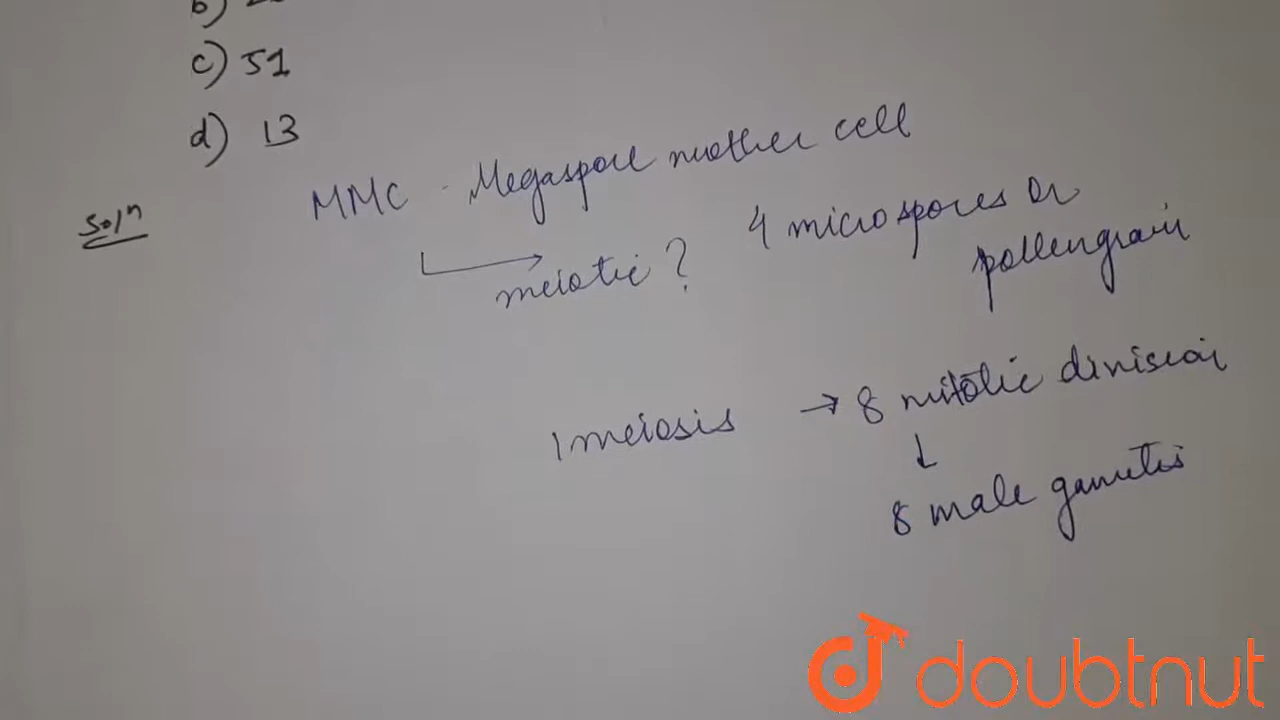 b)
c) 51
d) 13
Soln
MMC - Megaspore mother cell
meiotic ?
4 microspores or
pollengrain
1 meiosis → 8 mitotic division
↓
8 male gametes
doubtnut